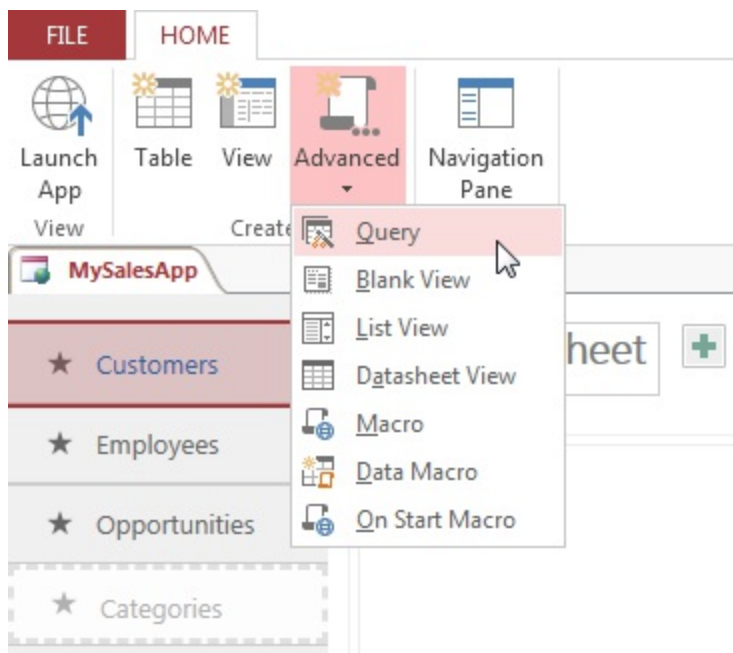 FILE
HOME
Launch App
Table
View
Advanced
Navigation Pane
View
Create
MySalesApp
Query
Blank View
List View
Datasheet View
Macro
Data Macro
On Start Macro
Customers
Employees
Opportunities
Categories
heet